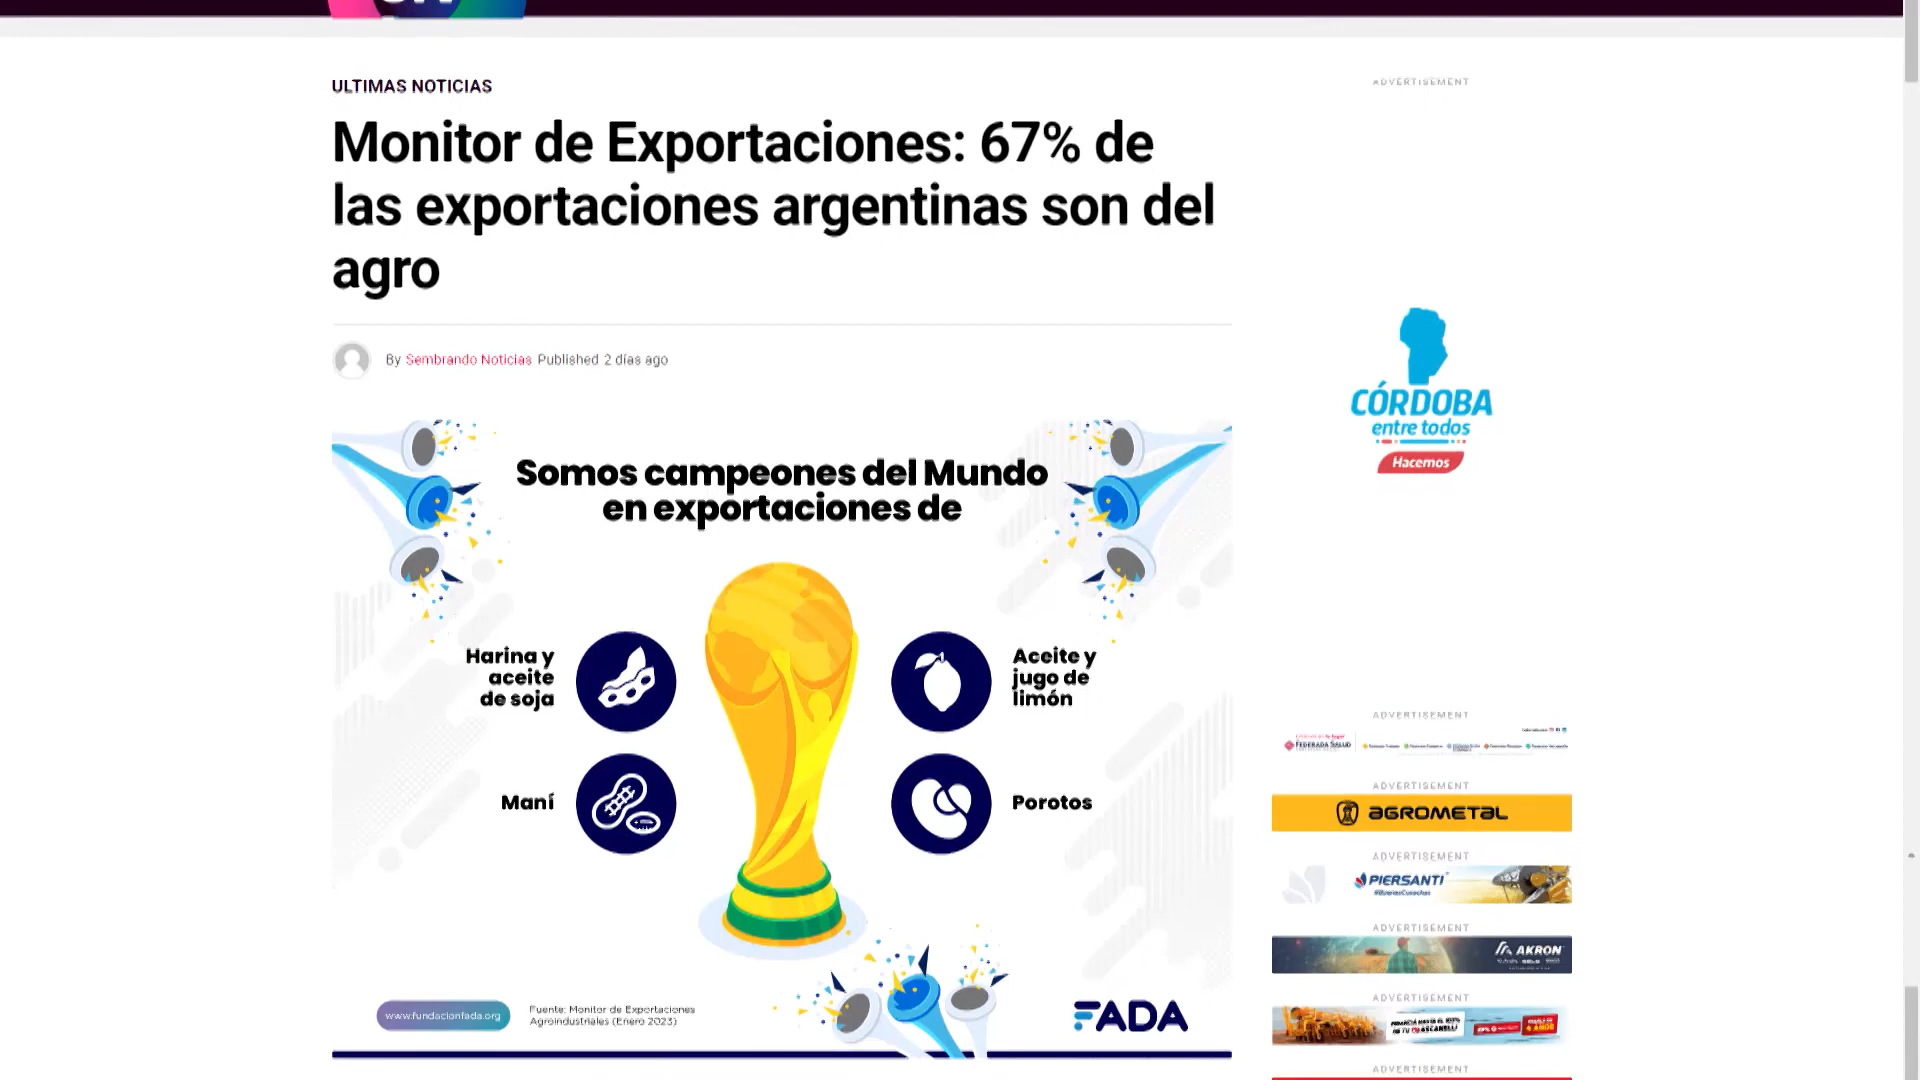 ADVERTISEMENT
ULTIMAS NOTICIAS
Monitor de Exportaciones: 67% de
las exportaciones argentinas son del
agro
By Sembrando Noticias Published 2 días ago
CÓRDOBA
entre todos
Hacemos
Somos campeones del Mundo
en exportaciones de
Harina y
aceite
de soja
Aceite y
jugo de
limón
Maní
Porotos
www.fundacionfada.org
Fuente: Monitor de Exportaciones
Agroindustriales (Enero 2023)
FADA
ADVERTISEMENT
FEDERADA SALUD
ADVERTISEMENT
AGROMETAL
ADVERTISEMENT
PIERSANTI
ADVERTISEMENT
AKRON
ADVERTISEMENT
ADVERTISEMENT